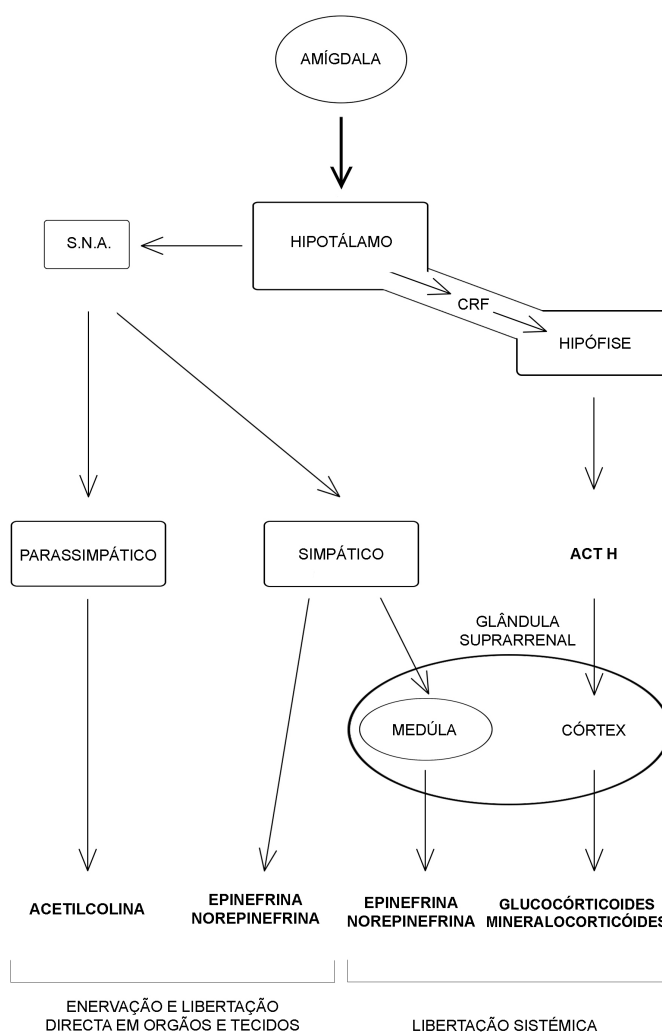 AMÍGDALA
S.N.A.
HIPOTÁLAMO
CRF
HIPÓFISE
PARASSIMPÁTICO
SIMPÁTICO
ACT H
GLÂNDULA
SUPRARRENAL
MEDÚLA
CÓRTEX
ACETILCOLINA
EPINEFRINA
NOREPINEFRINA
EPINEFRINA
NOREPINEFRINA
GLUCOCÓRTICOIDES
MINERALOCORTICÓIDES
ENERVAÇÃO E LIBERTAÇÃO
DIRECTA EM ORGÃOS E TECIDOS
LIBERTAÇÃO SISTÉMICA